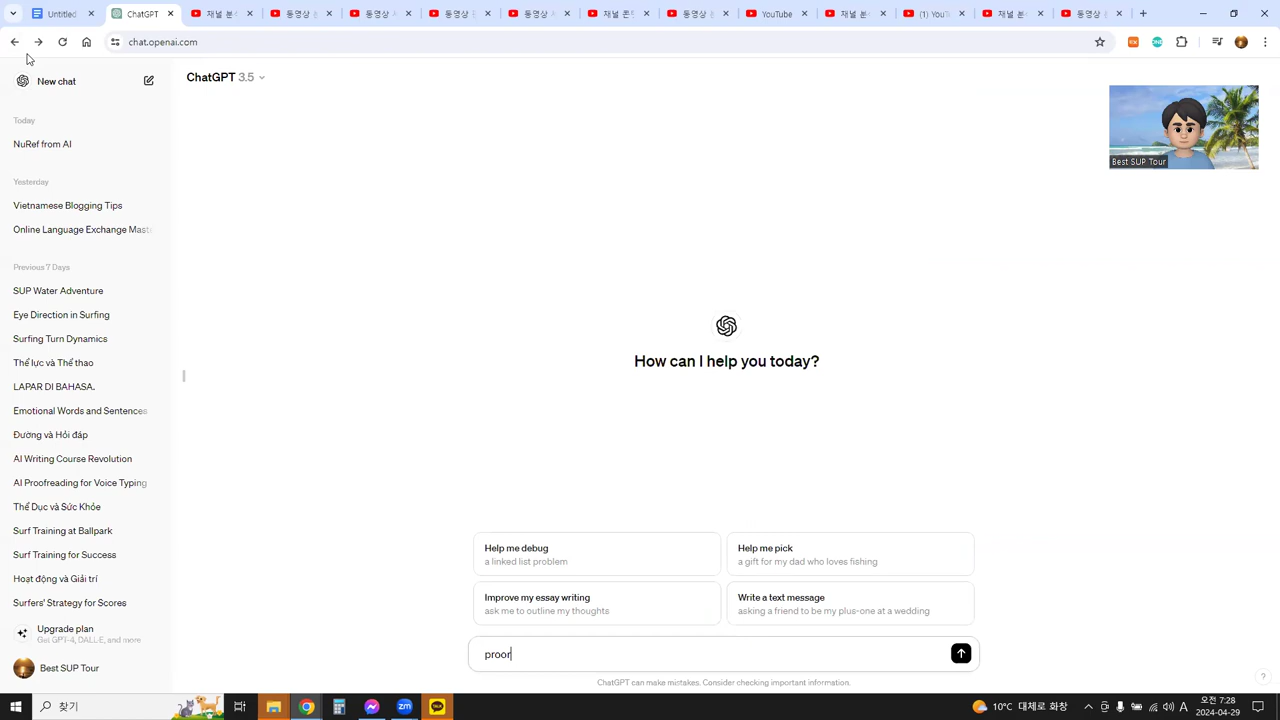 Untitled
ChatGPT
채널 분
동영상
동영상 시
동영상
동영상 시
채널 콘
동영상
YouTube
채널 분
(1) You
채널 분
동영상
chat.openai.com
New chat
ChatGPT 3.5
Today
NuRef from AI
Yesterday
Vietnamese Blogging Tips
Online Language Exchange Mast
Previous 7 Days
SUP Water Adventure
Eye Direction in Surfing
Surfing Turn Dynamics
Thể lực và Thể thao
LAPAR DI BAHASA.
Emotional Words and Sentences
Đường và Hỏi đáp
AI Writing Course Revolution
AI Proofreading for Voice Typing
Thể Dục và Sức Khỏe
Surf Training at Ballpark
Surf Training for Success
Hoạt động và Giải trí
Surfers' Strategy for Scores
Upgrade plan
Get GPT-4, DALL·E, and more
Best SUP Tour
Best SUP Tour
How can I help you today?
Help me debug
a linked list problem
Help me pick
a gift for my dad who loves fishing
Improve my essay writing
ask me to outline my thoughts
Write a text message
asking a friend to be my plus-one at a wedding
proor
ChatGPT can make mistakes. Consider checking important information.
?
찾기
10°C 대체로 화창
A
오전 7:28
2024-04-29